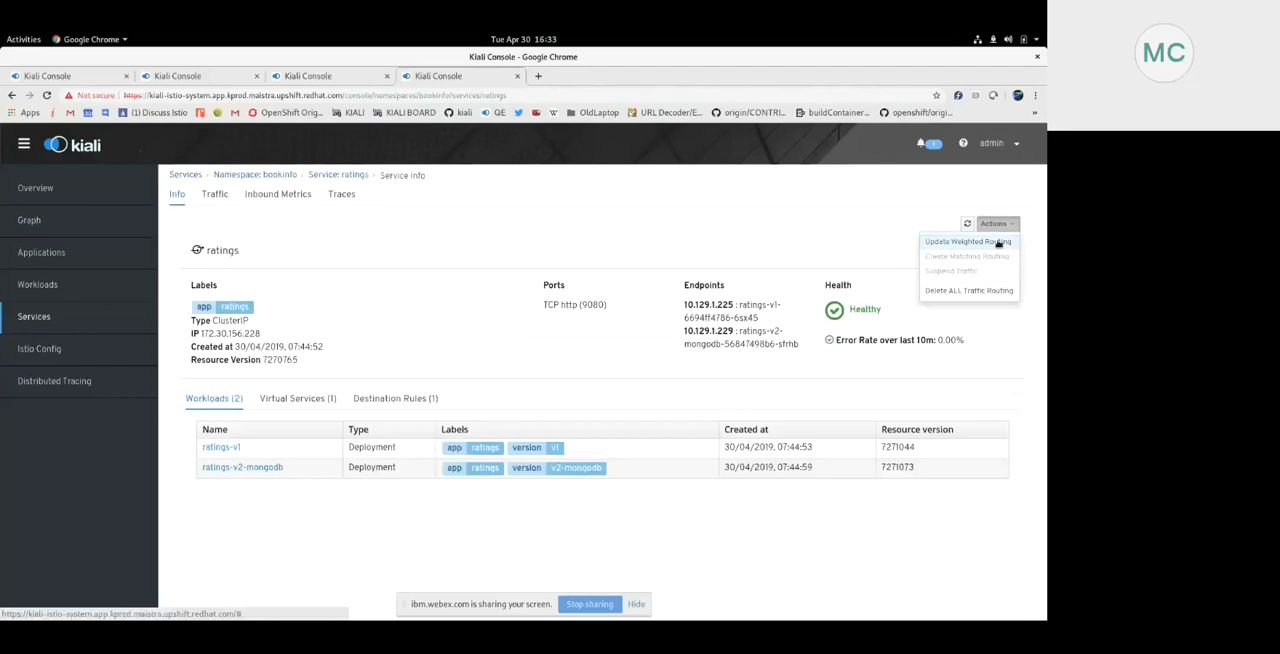 Activities Google Chrome Tue Apr 30 16:33
MC
Kiali Console - Google Chrome
Kiali Console × Kiali Console × Kiali Console × Kiali Console × +
Not secure | https://kiali-istio-system.app.kprod.maistra.upshift.redhat.com/console/namespaces/bookinfo/services/ratings
Apps (1) Discuss Istio OpenShift Orig... KIALI KIALI BOARD kiali QE OldLaptop URL Decoder/E... origin/CONTRI... buildContainer... openshift/origi... »
kiali admin
Services Namespace: bookinfo Service: ratings Service Info
Overview
Graph
Applications
Workloads
Services
Istio Config
Distributed Tracing
Info Traffic Inbound Metrics Traces
Actions
Update Weighted Routing
Create Matching Routing
Suspend Traffic
Delete ALL Traffic Routing
ratings
Labels Ports Endpoints Health
app ratings
Type ClusterIP
IP 172.30.156.228
Created at 30/04/2019, 07:44:52
Resource Version 7270765
TCP http (9080)
10.129.1.225 : ratings-v1-
6694ff4786-6sx45
10.129.1.229 : ratings-v2-
mongodb-56847498b6-sfrhb
Healthy
Error Rate over last 10m: 0.00%
Workloads (2) Virtual Services (1) Destination Rules (1)
Name Type Labels Created at Resource version
ratings-v1 Deployment app ratings version v1 30/04/2019, 07:44:53 7271044
ratings-v2-mongodb Deployment app ratings version v2-mongodb 30/04/2019, 07:44:59 7271073
ibm.webex.com is sharing your screen. Stop sharing Hide
https://kiali-istio-system.app.kprod.maistra.upshift.redhat.com/#